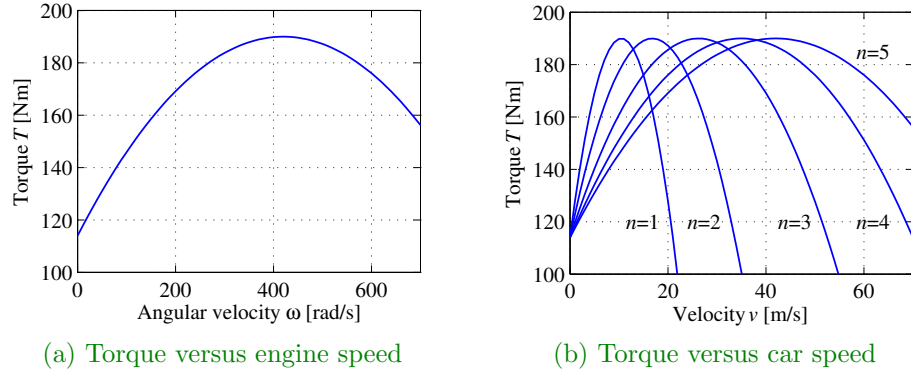 200
180
160
140
120
100
0
200
400
600
Torque T [Nm]
Angular velocity ω [rad/s]
(a) Torque versus engine speed
200
180
160
140
120
100
0
20
40
60
n=5
n=1
n=2
n=3
n=4
Torque T [Nm]
Velocity v [m/s]
(b) Torque versus car speed